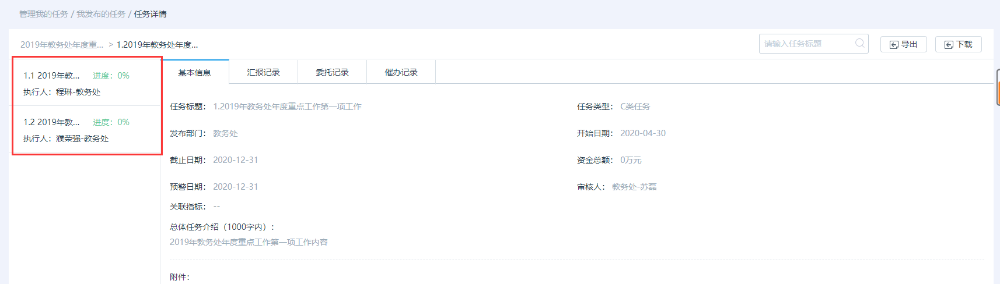 管理我的任务 / 我发布的任务 / 任务详情
2019年教务处年度重... > 1.2019年教务处年度...
请输入任务标题
导出
下载
1.1 2019年教... 进度：0%
执行人：程琳-教务处
1.2 2019年教... 进度：0%
执行人：濮荣强-教务处
基本信息 汇报记录 委托记录 催办记录
任务标题： 1.2019年教务处年度重点工作第一项工作 任务类型： C类任务
发布部门： 教务处 开始日期： 2020-04-30
截止日期： 2020-12-31 资金总额： 0万元
预警日期： 2020-12-31 审核人： 教务处-苏磊
关联指标： --
总体任务介绍（1000字内）：
2019年教务处年度重点工作第一项工作内容
附件：